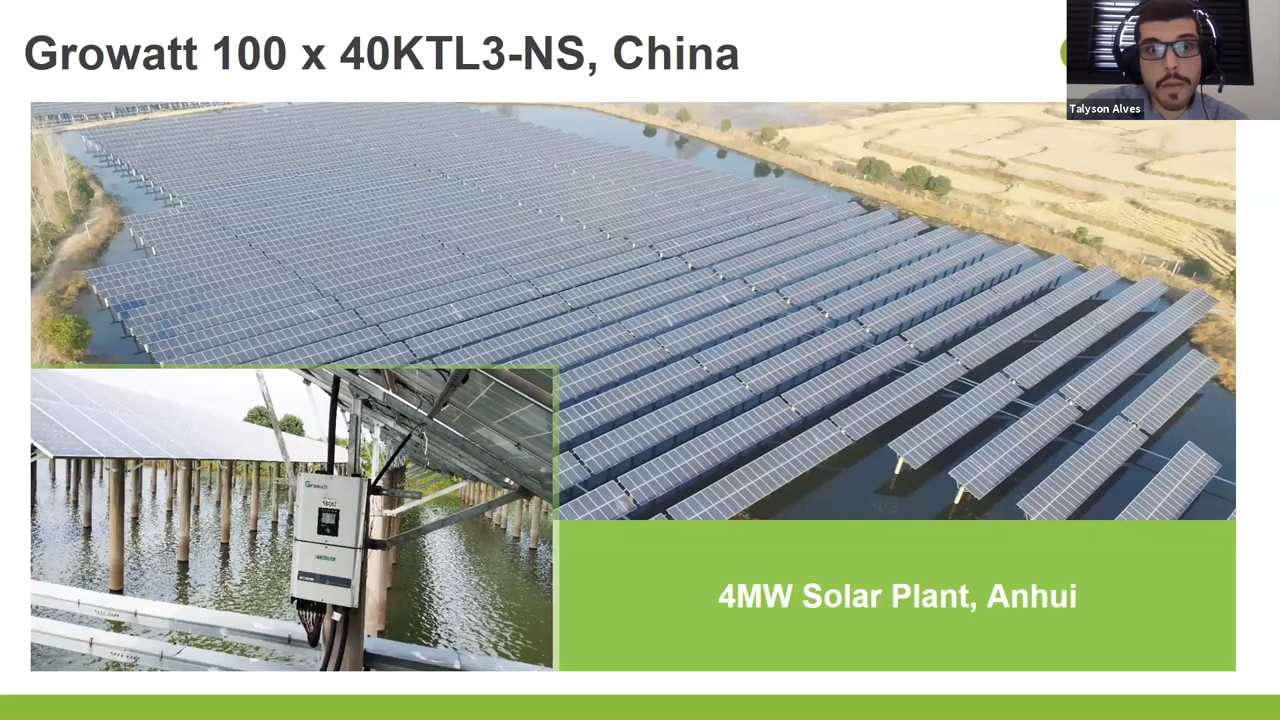 Growatt 100 x 40KTL3-NS, China
Talyson Alves
Growatt
4MW Solar Plant, Anhui